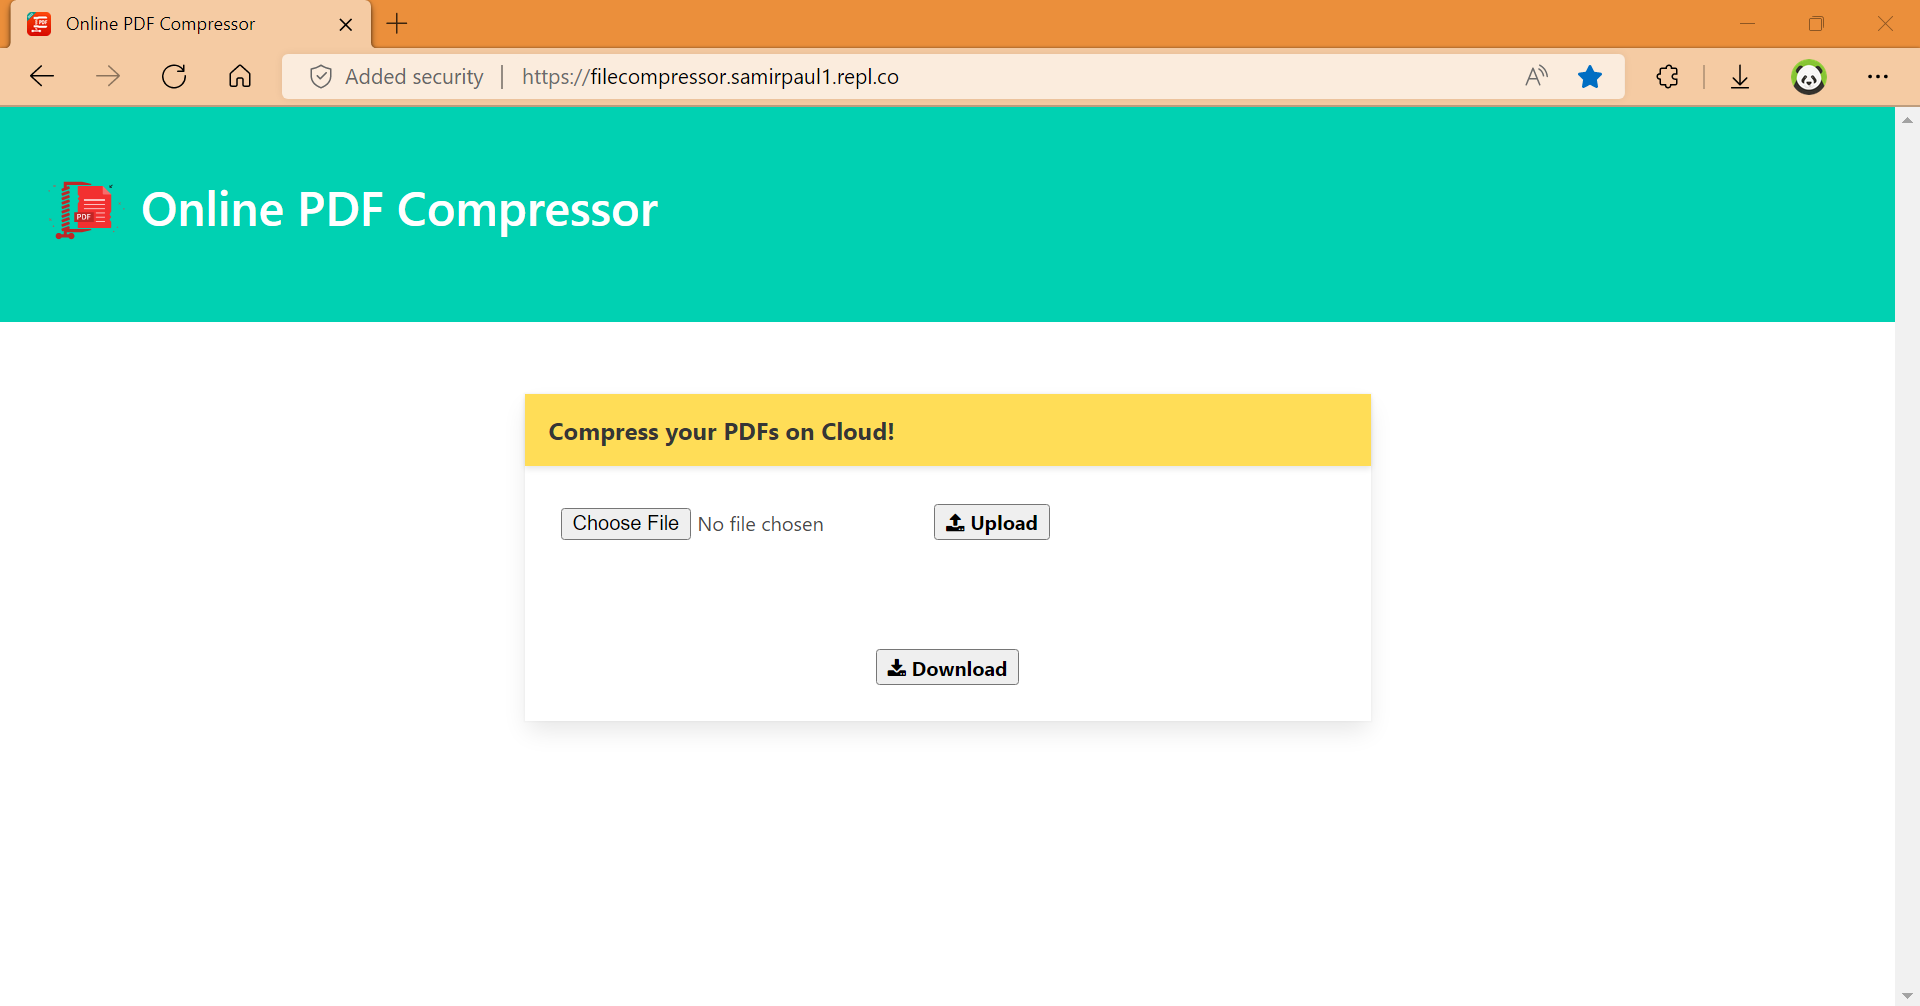 Online PDF Compressor
Added security
https://filecompressor.samirpaul1.repl.co
PDF
Online PDF Compressor
Compress your PDFs on Cloud!
Choose File No file chosen
Upload
Download